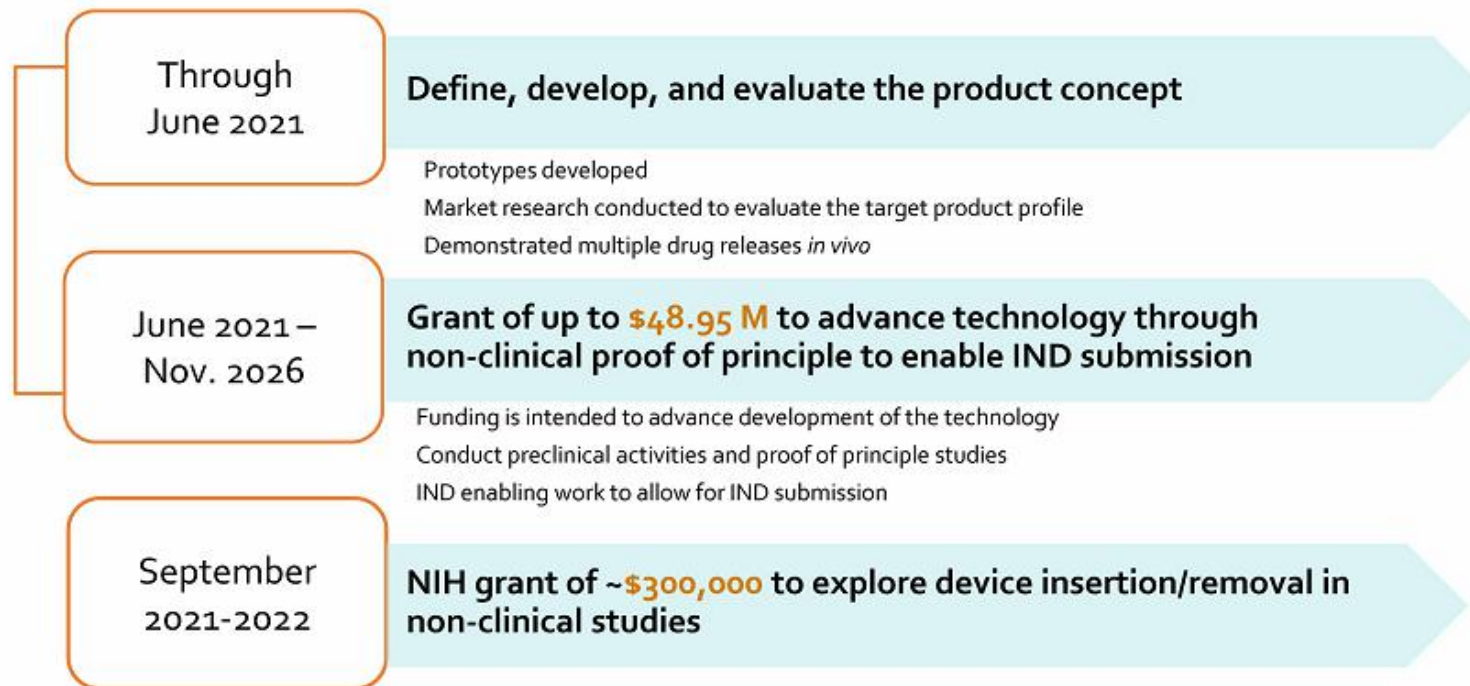 Through
June 2021
Define, develop, and evaluate the product concept
Prototypes developed
Market research conducted to evaluate the target product profile
Demonstrated multiple drug releases in vivo
June 2021 –
Nov. 2026
Grant of up to $48.95 M to advance technology through
non-clinical proof of principle to enable IND submission
Funding is intended to advance development of the technology
Conduct preclinical activities and proof of principle studies
IND enabling work to allow for IND submission
September
2021-2022
NIH grant of ~$300,000 to explore device insertion/removal in
non-clinical studies